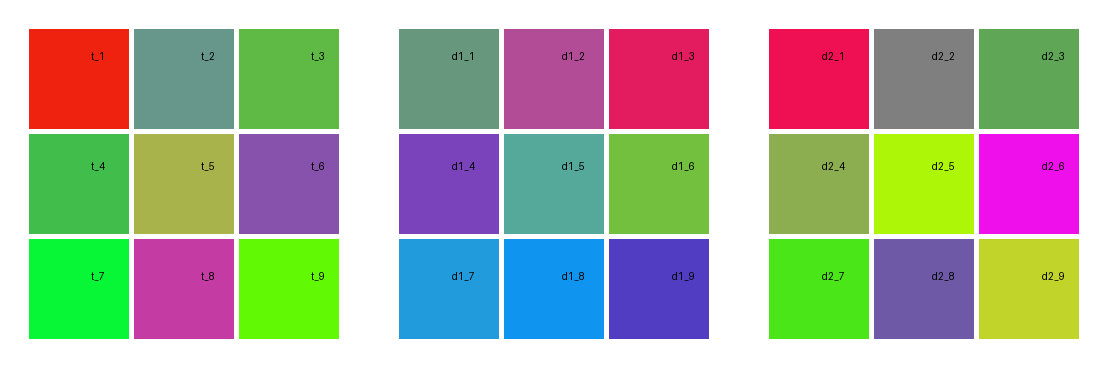 t_1 t_2 t_3 d1_1 d1_2 d1_3 d2_1 d2_2 d2_3
t_4 t_5 t_6 d1_4 d1_5 d1_6 d2_4 d2_5 d2_6
t_7 t_8 t_9 d1_7 d1_8 d1_9 d2_7 d2_8 d2_9